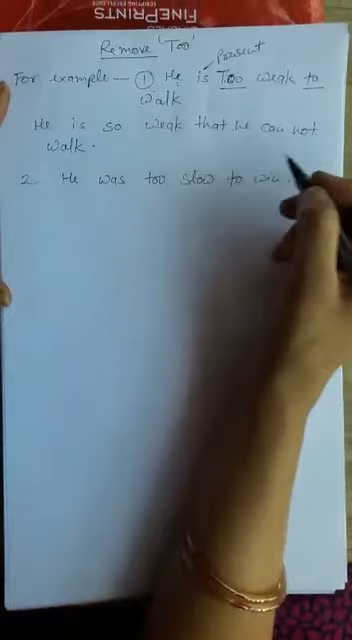 FINEPRINTS
Remove 'Too'
present
For example — ① He is Too weak to
walk
He is so weak that he can not
walk.
2 He was too slow to win.